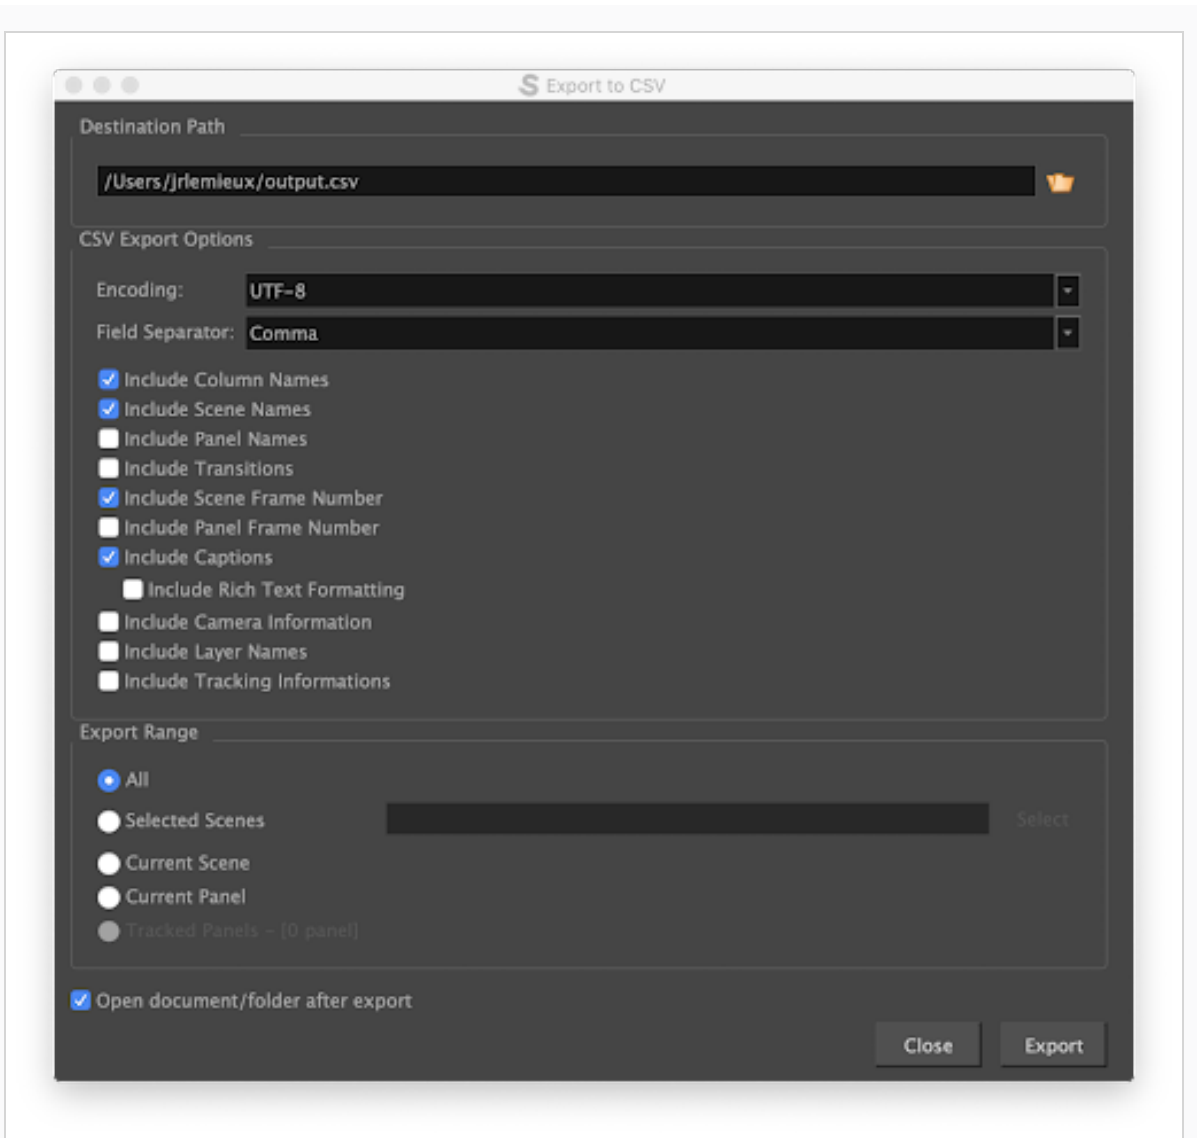 S Export to CSV
Destination Path
/Users/jrlemieux/output.csv
CSV Export Options
Encoding: UTF-8
Field Separator: Comma
Include Column Names
Include Scene Names
Include Panel Names
Include Transitions
Include Scene Frame Number
Include Panel Frame Number
Include Captions
Include Rich Text Formatting
Include Camera Information
Include Layer Names
Include Tracking Informations
Export Range
All
Selected Scenes Select
Current Scene
Current Panel
Tracked Panels - [0 panel]
Open document/folder after export
Close Export